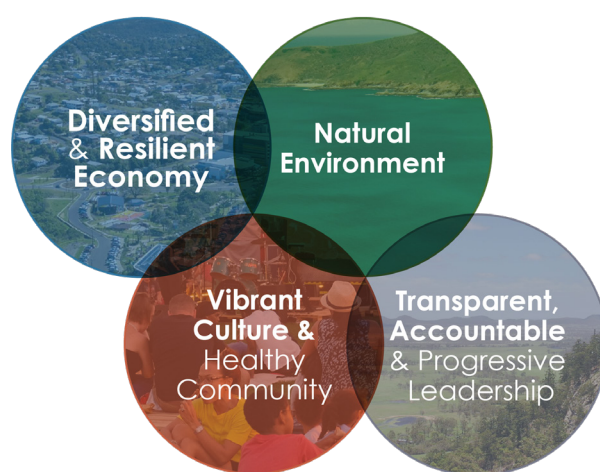 Diversified
& Resilient
Economy
Natural
Environment
Vibrant
Culture &
Healthy
Community
Transparent,
Accountable
& Progressive
Leadership